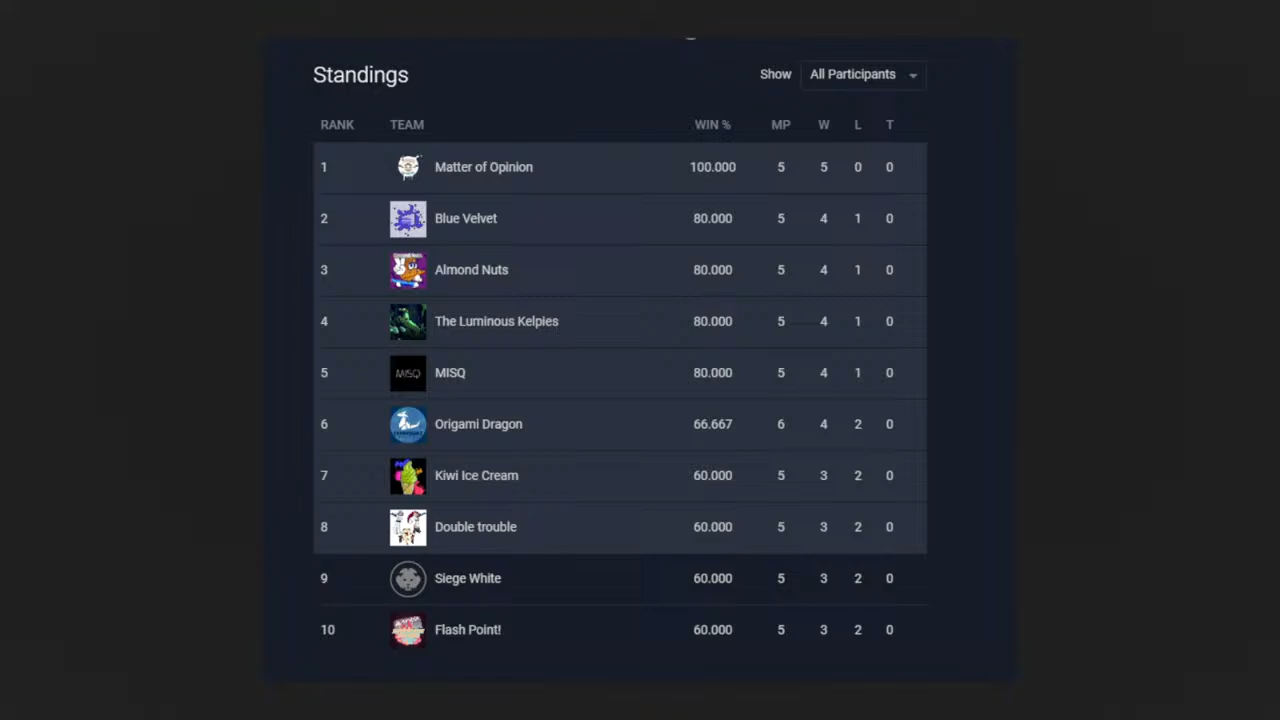 Standings
Show All Participants
RANK TEAM WIN % MP W L T
1 Matter of Opinion 100.000 5 5 0 0
2 Blue Velvet 80.000 5 4 1 0
3 Almond Nuts 80.000 5 4 1 0
4 The Luminous Kelpies 80.000 5 4 1 0
5 MISQ MISQ 80.000 5 4 1 0
6 Origami Dragon 66.667 6 4 2 0
7 Kiwi Ice Cream 60.000 5 3 2 0
8 Double trouble 60.000 5 3 2 0
9 Siege White 60.000 5 3 2 0
10 Flash Point! 60.000 5 3 2 0